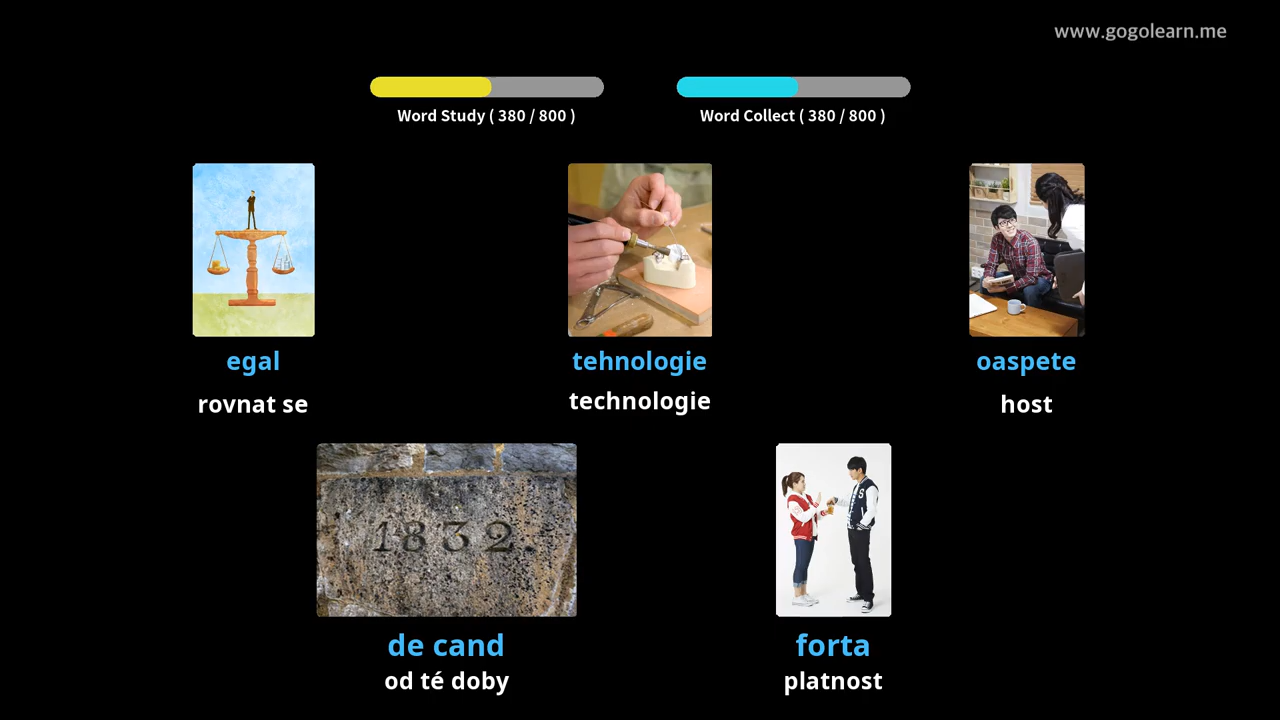 www.gogolearn.me
Word Study ( 380 / 800 )
Word Collect ( 380 / 800 )
egal
rovnat se
tehnologie
technologie
oaspete
host
1832
de cand
od té doby
forta
platnost